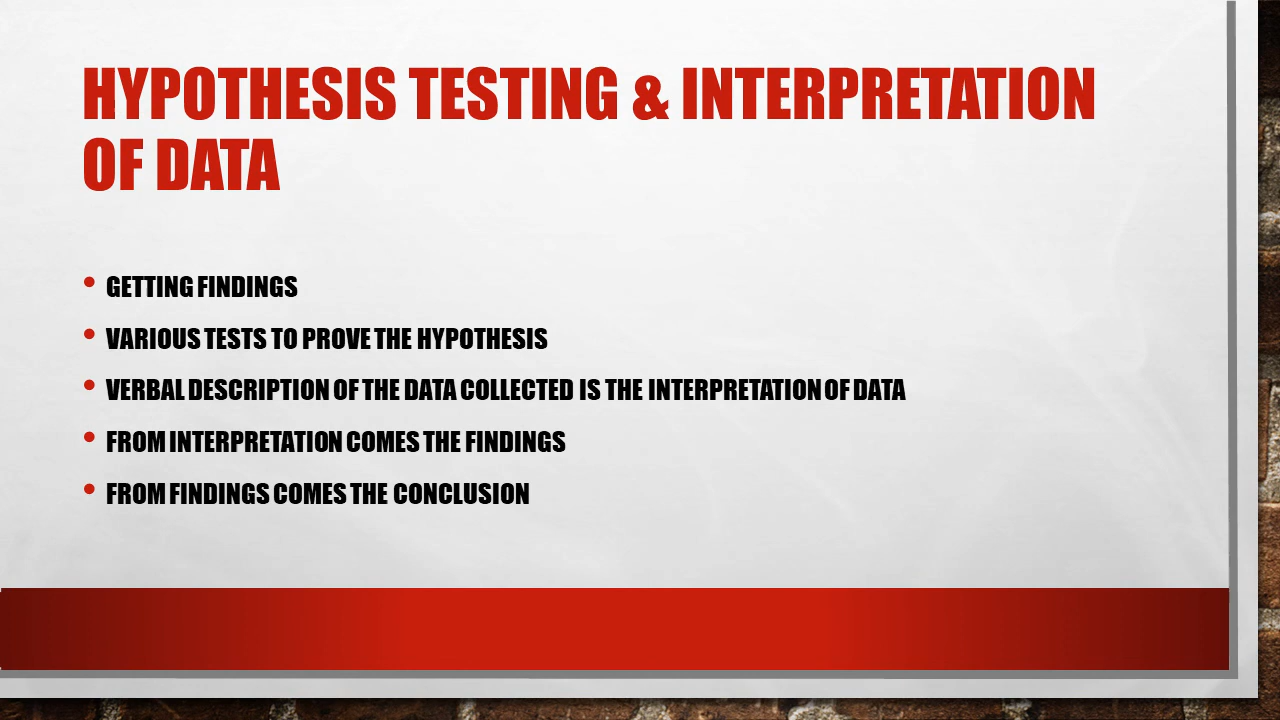 HYPOTHESIS TESTING & INTERPRETATION
OF DATA
• GETTING FINDINGS
• VARIOUS TESTS TO PROVE THE HYPOTHESIS
• VERBAL DESCRIPTION OF THE DATA COLLECTED IS THE INTERPRETATION OF DATA
• FROM INTERPRETATION COMES THE FINDINGS
• FROM FINDINGS COMES THE CONCLUSION